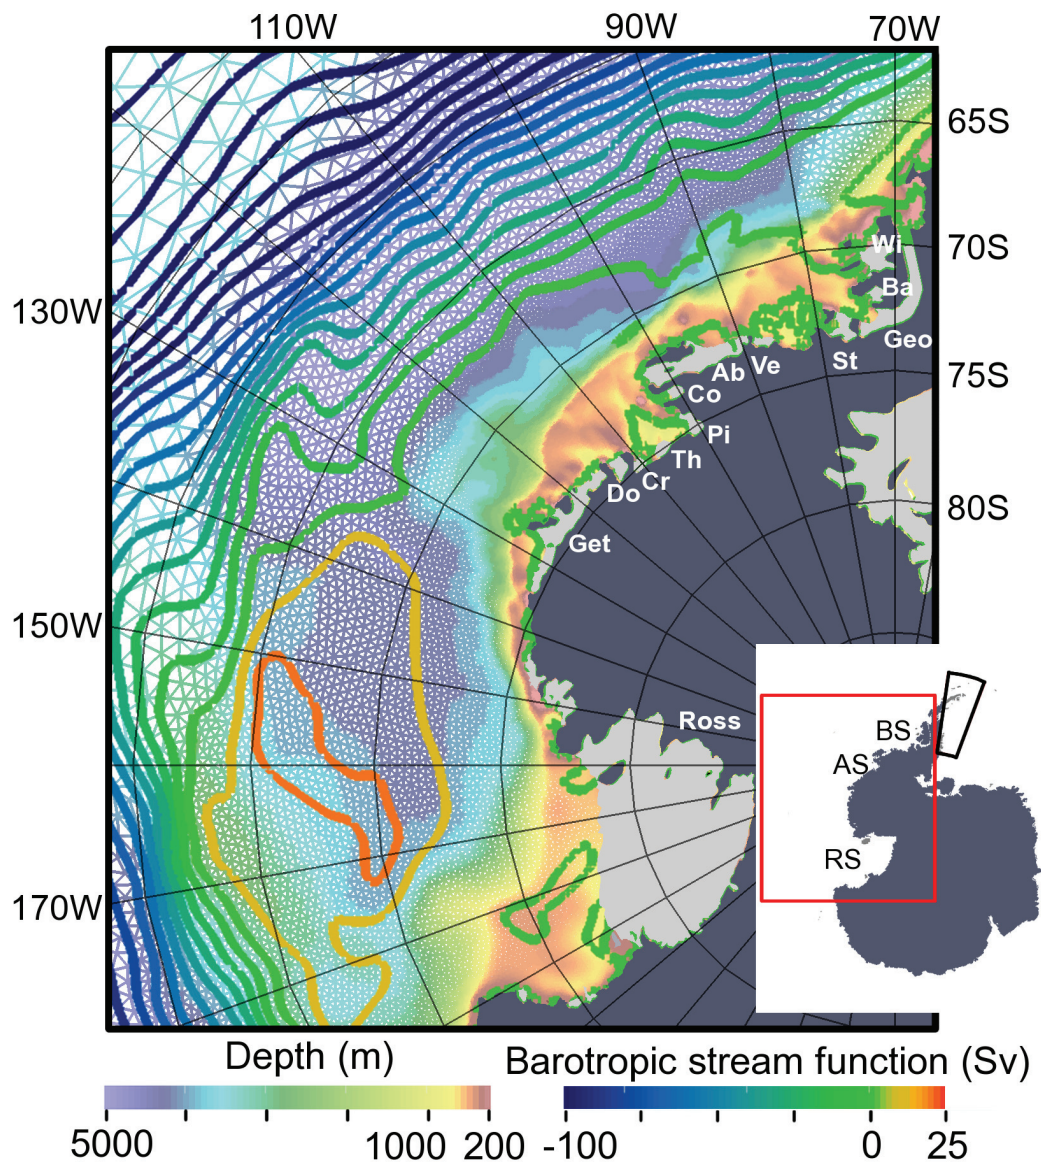 110W 90W 70W
65S
Wi 70S
Ba
130W
Geo
St
Ab Ve
75S
Co
Pi
Th
Cr
Do
80S
Get
150W
Ross
BS
AS
RS
170W
Depth (m) Barotropic stream function (Sv)
5000 1000 200 -100 0 25